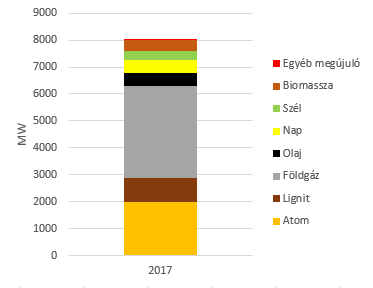 9000
8000
7000
6000
5000
4000
3000
2000
1000
0
MW
2017
Egyéb megújuló
Biomassza
Szél
Nap
Olaj
Földgáz
Lignit
Atom